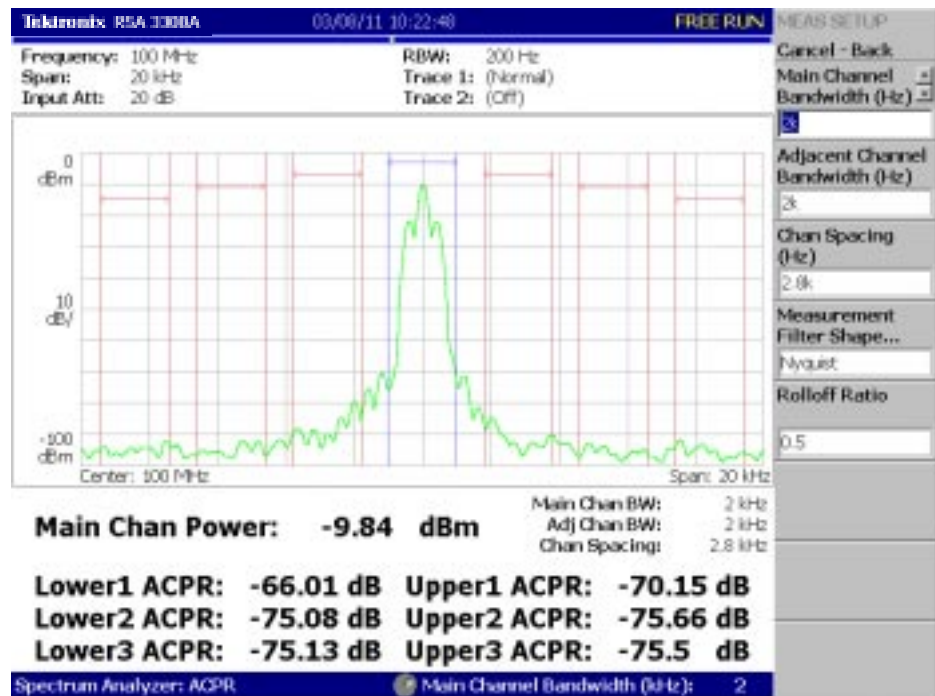 Tektronix RSA 3308A 03/08/11 10:22:48 FREE RUN
Frequency: 100 MHz
Span: 20 kHz
Input Att: 20 dB
RBW: 200 Hz
Trace 1: (Normal)
Trace 2: (Off)
0
dBm
10
dB/
-100
dBm
Center: 100 MHz Span: 20 kHz
Main Chan Power: -9.84 dBm
Main Chan BW: 2 kHz
Adj Chan BW: 2 kHz
Chan Spacing: 2.8 kHz
Lower1 ACPR: -66.01 dB Upper1 ACPR: -70.15 dB
Lower2 ACPR: -75.08 dB Upper2 ACPR: -75.66 dB
Lower3 ACPR: -75.13 dB Upper3 ACPR: -75.5 dB
Spectrum Analyzer: ACPR Main Channel Bandwidth (kHz): 2
MEAS SETUP
Cancel - Back
Main Channel
Bandwidth (Hz)
2k
Adjacent Channel
Bandwidth (Hz)
2k
Chan Spacing
(Hz)
2.8k
Measurement
Filter Shape...
Nyquist
Rolloff Ratio
0.5